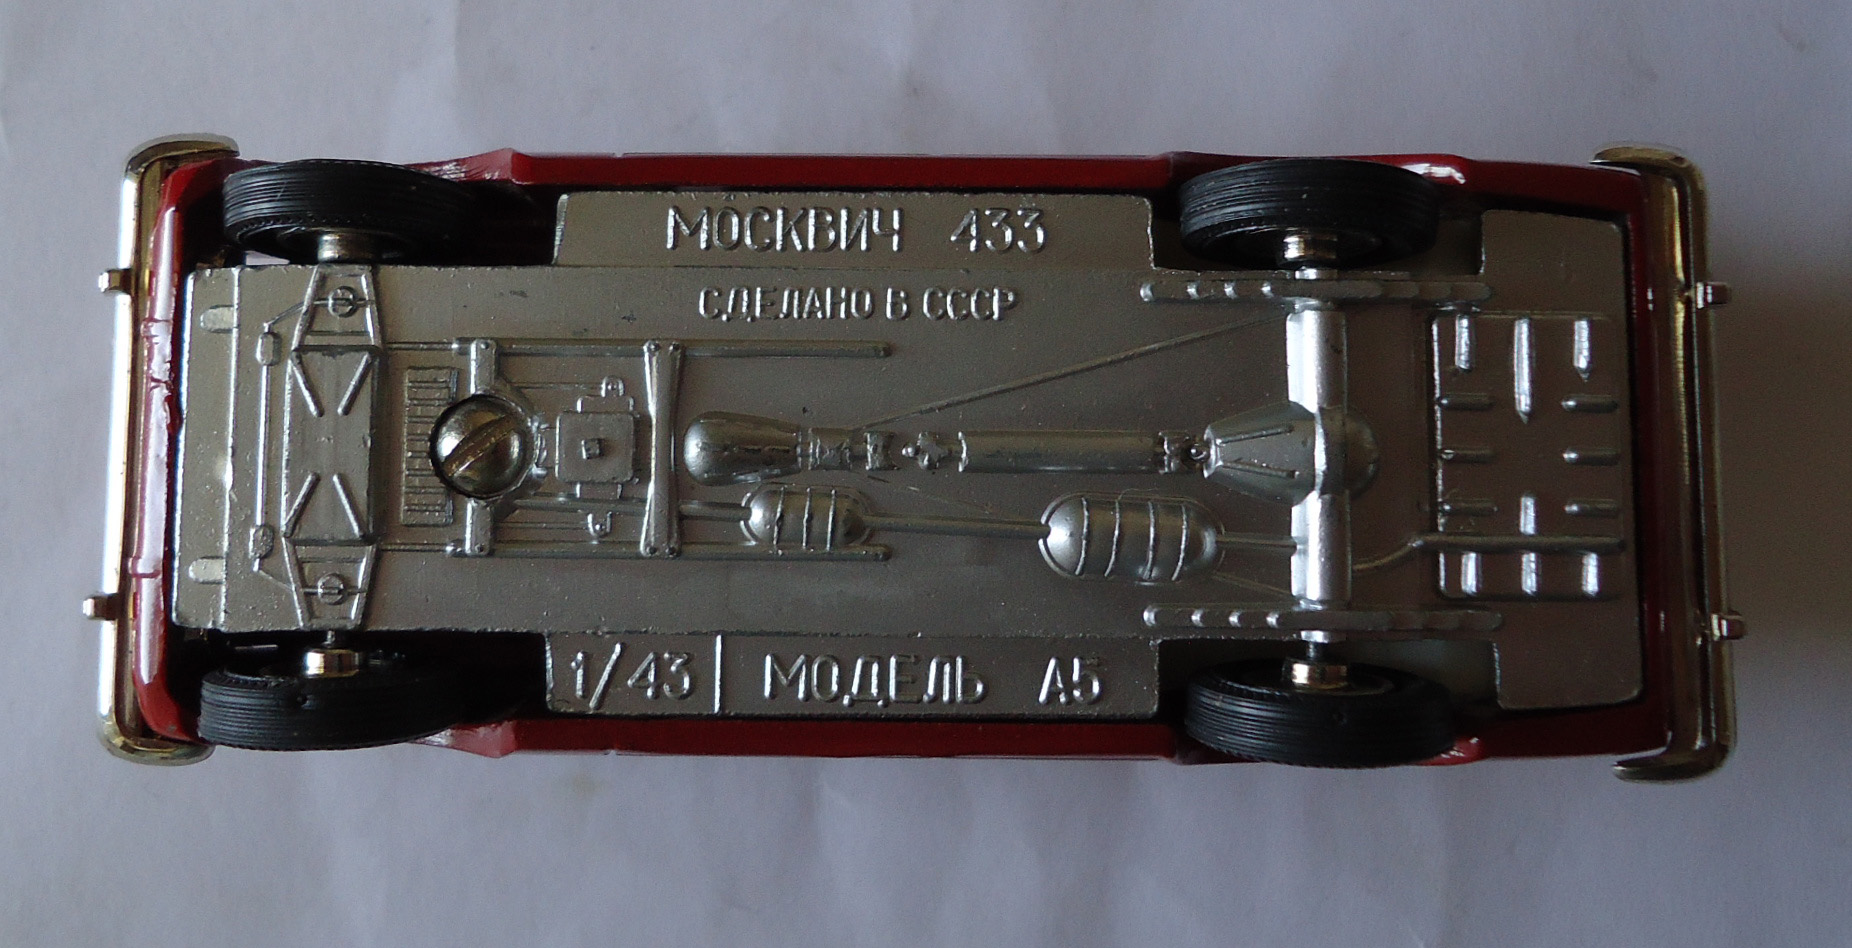 МОСКВИЧ 433
СДЕЛАНО В СССР
1/43 МОДЕЛЬ А5